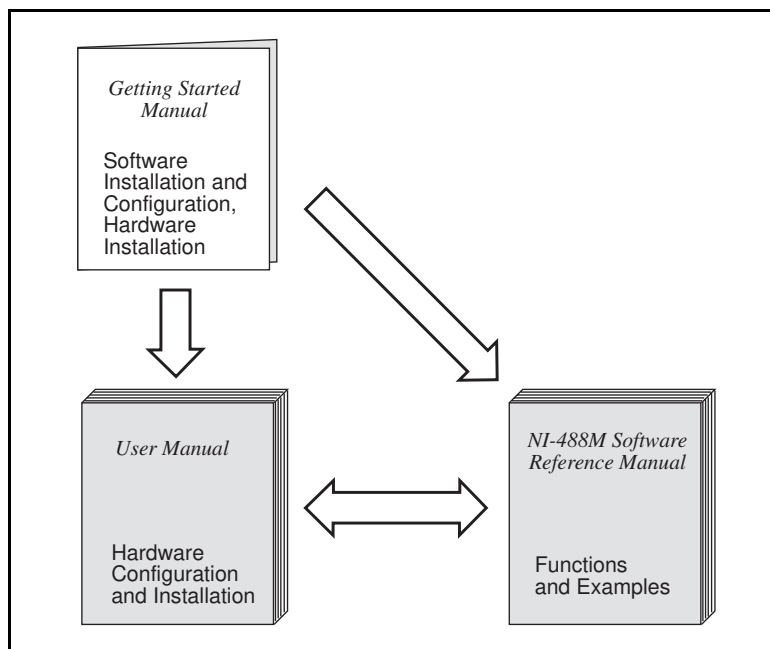 Getting Started
Manual
Software
Installation and
Configuration,
Hardware
Installation
User Manual
Hardware
Configuration
and Installation
NI-488M Software
Reference Manual
Functions
and Examples